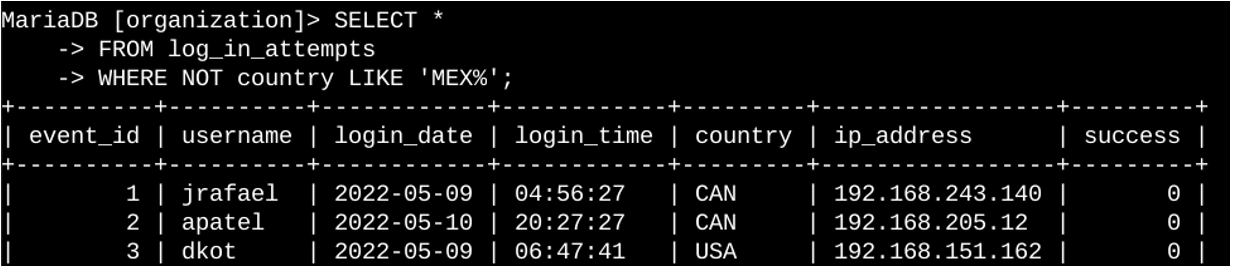 MariaDB [organization]> SELECT *
    -> FROM log_in_attempts
    -> WHERE NOT country LIKE 'MEX%';
+----------+----------+------------+------------+---------+-----------------+---------+
| event_id | username | login_date | login_time | country | ip_address      | success |
+----------+----------+------------+------------+---------+-----------------+---------+
|        1 | jrafael  | 2022-05-09 | 04:56:27   | CAN     | 192.168.243.140 |       0 |
|        2 | apatel   | 2022-05-10 | 20:27:27   | CAN     | 192.168.205.12  |       0 |
|        3 | dkot     | 2022-05-09 | 06:47:41   | USA     | 192.168.151.162 |       0 |